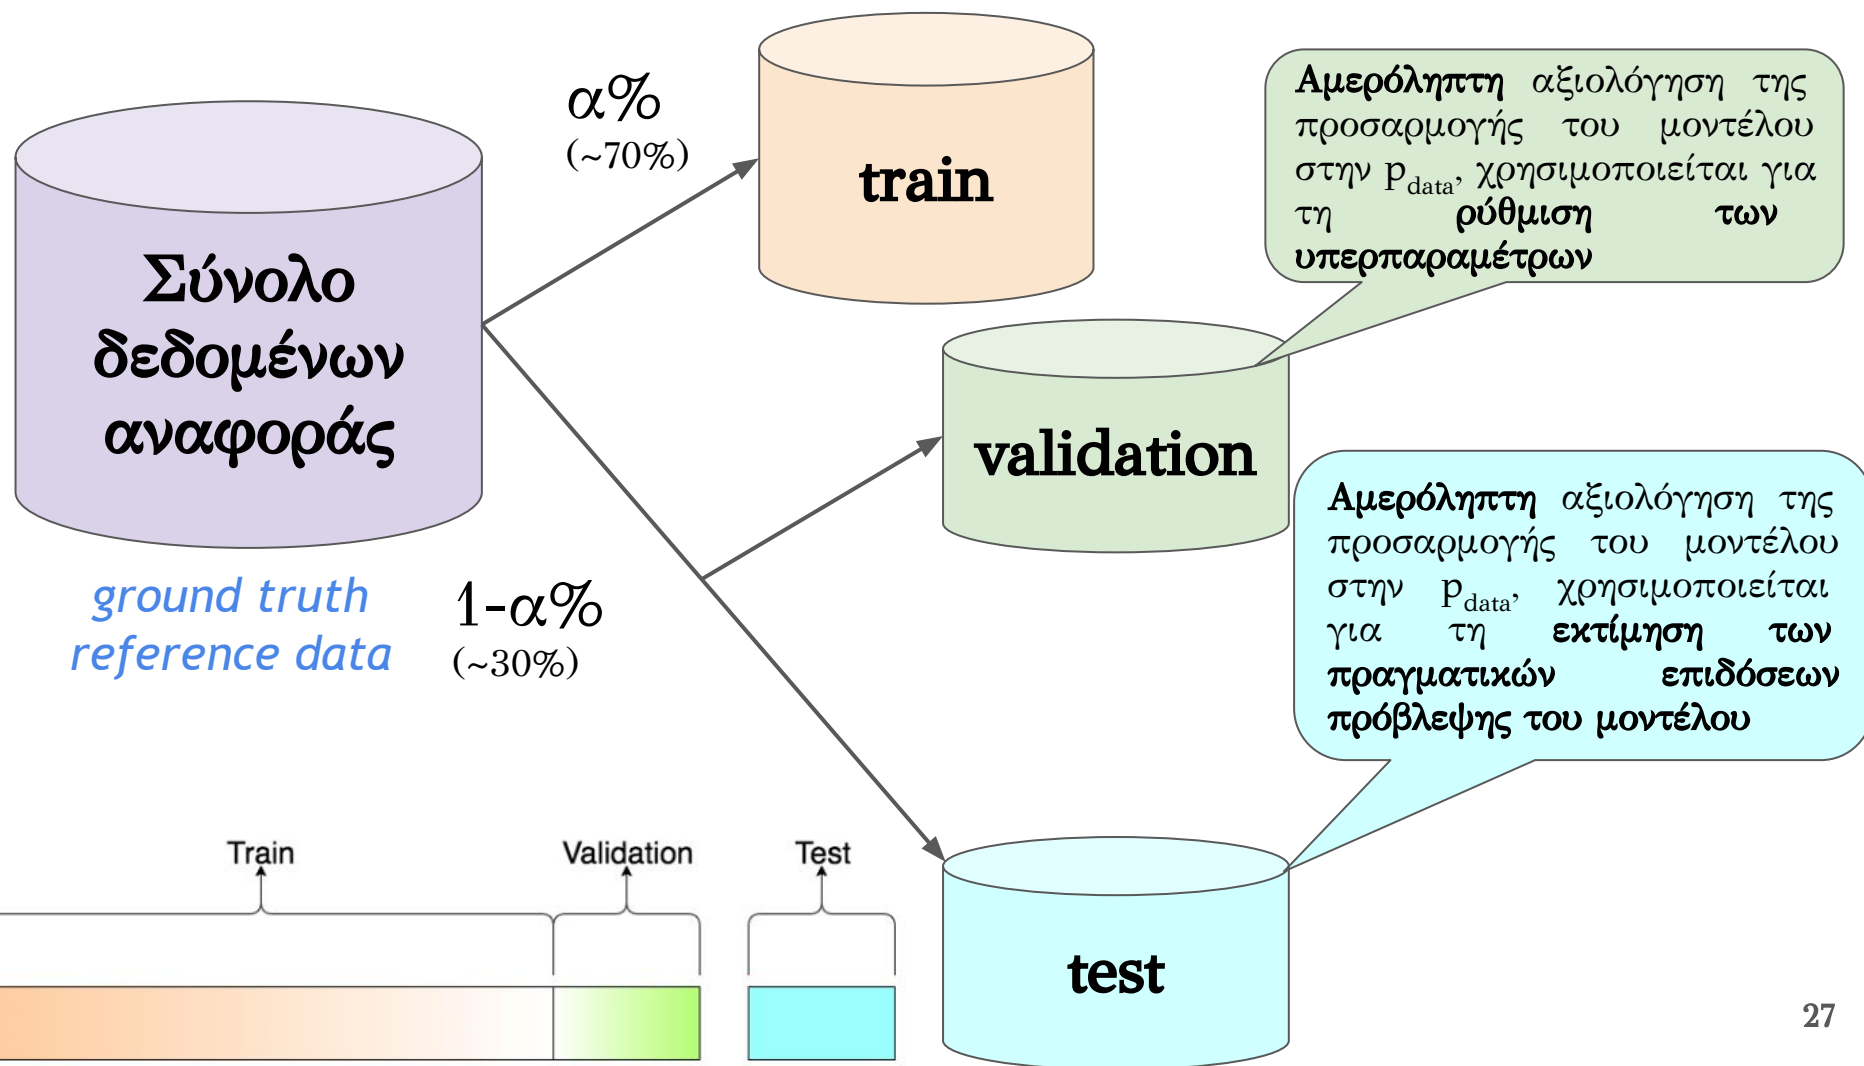 Σύνολο
δεδομένων
αναφοράς
ground truth
reference data
α%
(~70%)
train
Αμερόληπτη αξιολόγηση της
προσαρμογής του μοντέλου
στην p_data, χρησιμοποιείται για
τη ρύθμιση των
υπερπαραμέτρων
validation
1-α%
(~30%)
Αμερόληπτη αξιολόγηση της
προσαρμογής του μοντέλου
στην p_data, χρησιμοποιείται
για τη εκτίμηση των
πραγματικών επιδόσεων
πρόβλεψης του μοντέλου
test
Train
Validation
Test
27